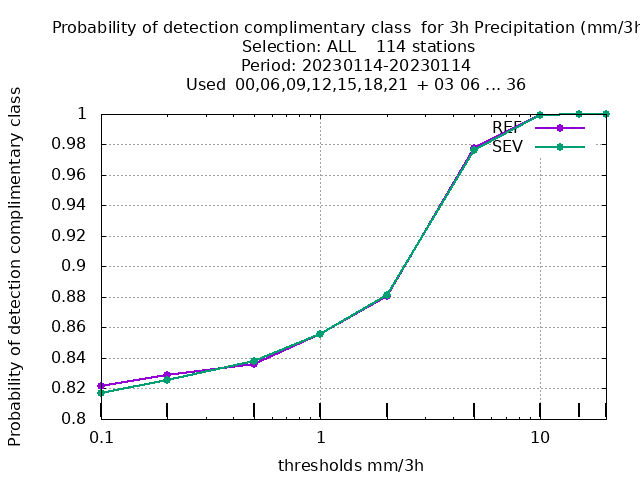 Probability of detection complimentary class for 3h Precipitation (mm/3h
Selection: ALL 114 stations
Period: 20230114-20230114
Used 00,06,09,12,15,18,21 + 03 06 ... 36
Probability of detection complimentary class
1
0.98
0.96
0.94
0.92
0.9
0.88
0.86
0.84
0.82
0.8
REF
SEV
0.1 1 10
thresholds mm/3h